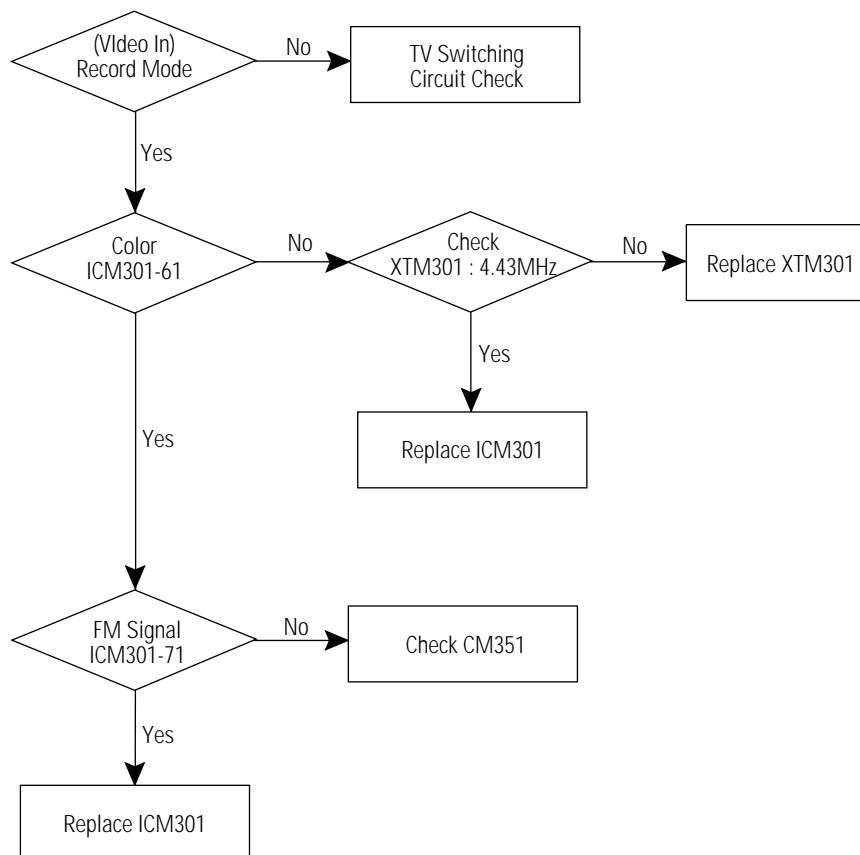 (VIdeo In)
Record Mode
No
TV Switching
Circuit Check
Yes
Color
ICM301-61
No
Check
XTM301 : 4.43MHz
No
Replace XTM301
Yes
Replace ICM301
Yes
FM Signal
ICM301-71
No
Check CM351
Yes
Replace ICM301